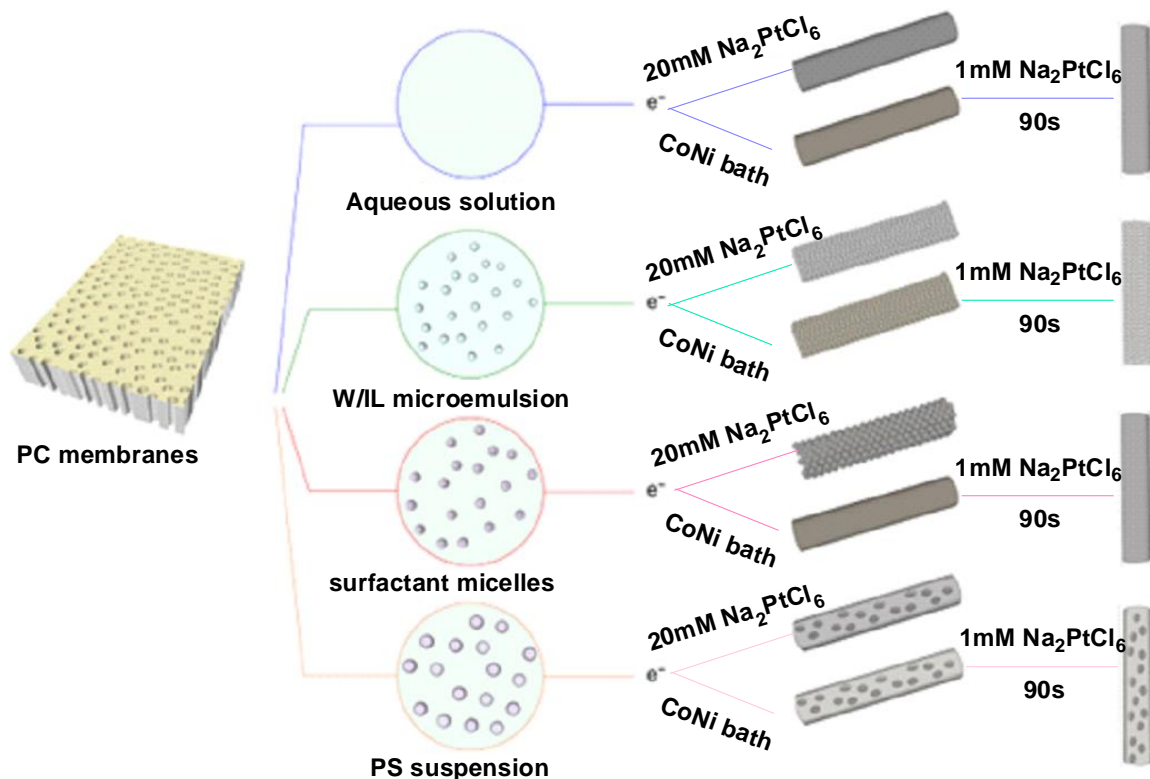 20mM Na₂PtCl₆
e⁻
CoNi bath
1mM Na₂PtCl₆
90s
Aqueous solution
20mM Na₂PtCl₆
e⁻
CoNi bath
1mM Na₂PtCl₆
90s
W/IL microemulsion
PC membranes
20mM Na₂PtCl₆
e⁻
CoNi bath
1mM Na₂PtCl₆
90s
surfactant micelles
20mM Na₂PtCl₆
e⁻
CoNi bath
1mM Na₂PtCl₆
90s
PS suspension